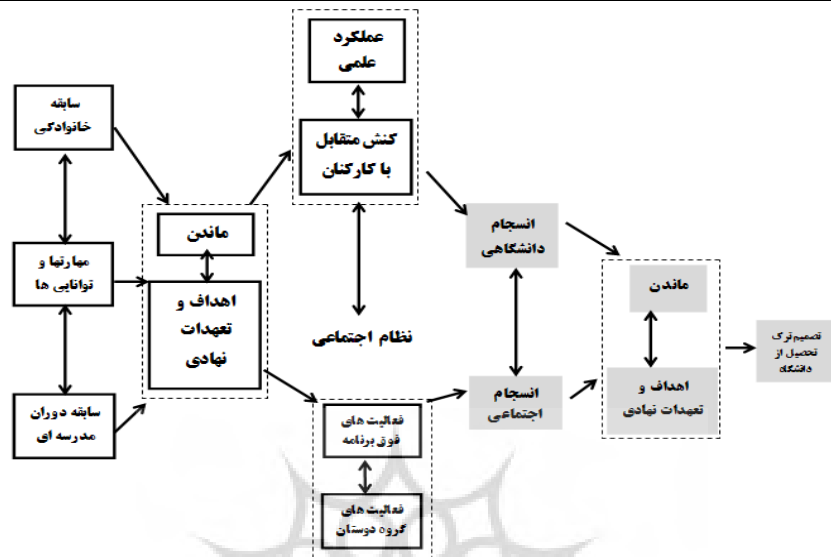 عملکرد
علمی
کنش متقابل
با کارکنان
سابقه
خانوادگی
مهارتها و
توانایی ها
سابقه دوران
مدرسه ای
ماندن
اهداف و
تعهدات
نهادی
نظام اجتماعی
فعالیت های
فوق برنامه
فعالیت های
گروه دوستان
انسجام
دانشگاهی
انسجام
اجتماعی
ماندن
اهداف و
تعهدات نهادی
تصمیم ترک
تحصیل از
دانشگاه